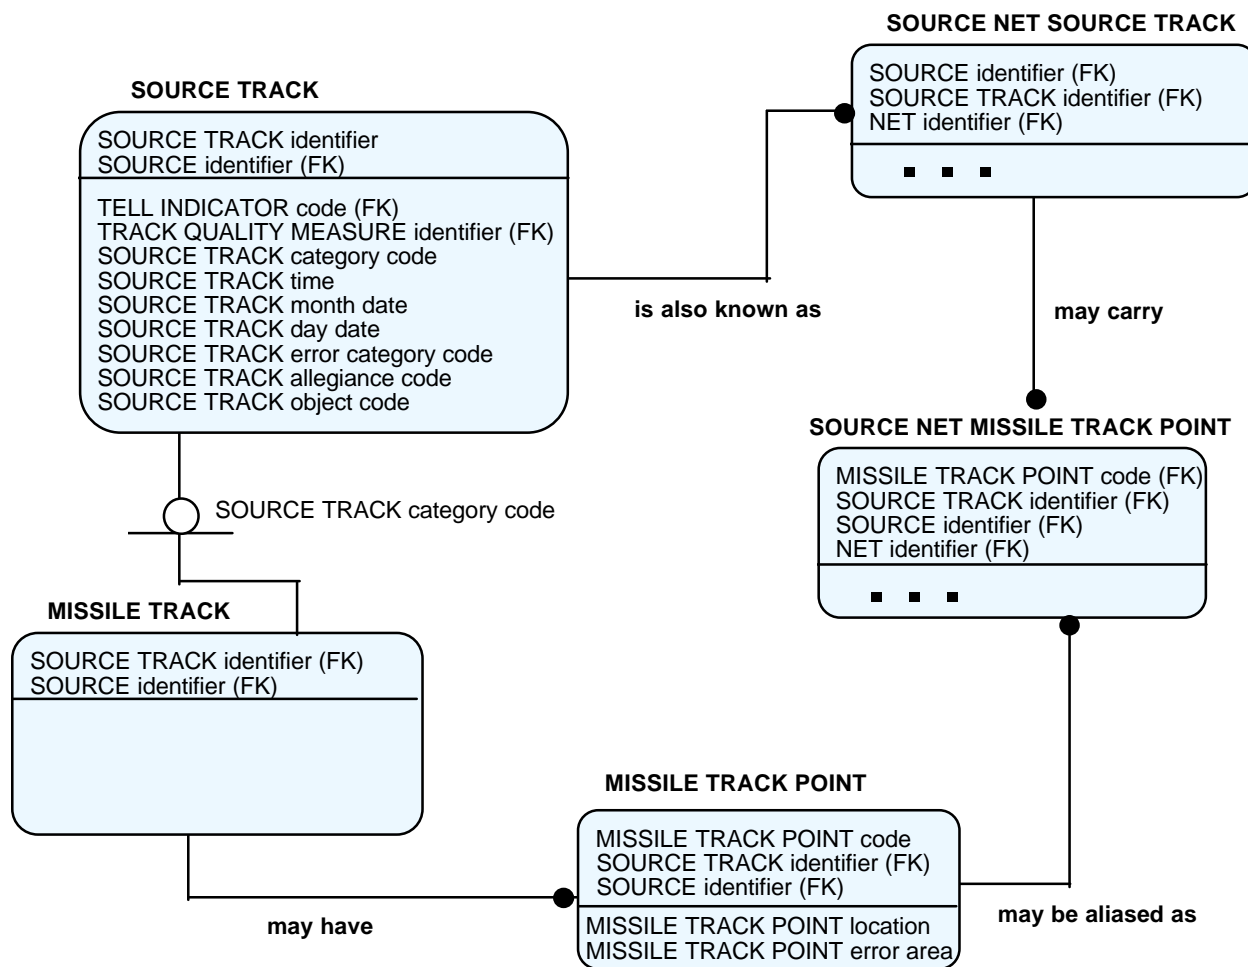 SOURCE NET SOURCE TRACK
SOURCE identifier (FK)
SOURCE TRACK identifier (FK)
NET identifier (FK)
SOURCE TRACK
SOURCE TRACK identifier
SOURCE identifier (FK)
TELL INDICATOR code (FK)
TRACK QUALITY MEASURE identifier (FK)
SOURCE TRACK category code
SOURCE TRACK time
SOURCE TRACK month date
SOURCE TRACK day date
SOURCE TRACK error category code
SOURCE TRACK allegiance code
SOURCE TRACK object code
is also known as
may carry
SOURCE NET MISSILE TRACK POINT
MISSILE TRACK POINT code (FK)
SOURCE TRACK identifier (FK)
SOURCE identifier (FK)
NET identifier (FK)
SOURCE TRACK category code
MISSILE TRACK
SOURCE TRACK identifier (FK)
SOURCE identifier (FK)
MISSILE TRACK POINT
MISSILE TRACK POINT code
SOURCE TRACK identifier (FK)
SOURCE identifier (FK)
MISSILE TRACK POINT location
MISSILE TRACK POINT error area
may have
may be aliased as